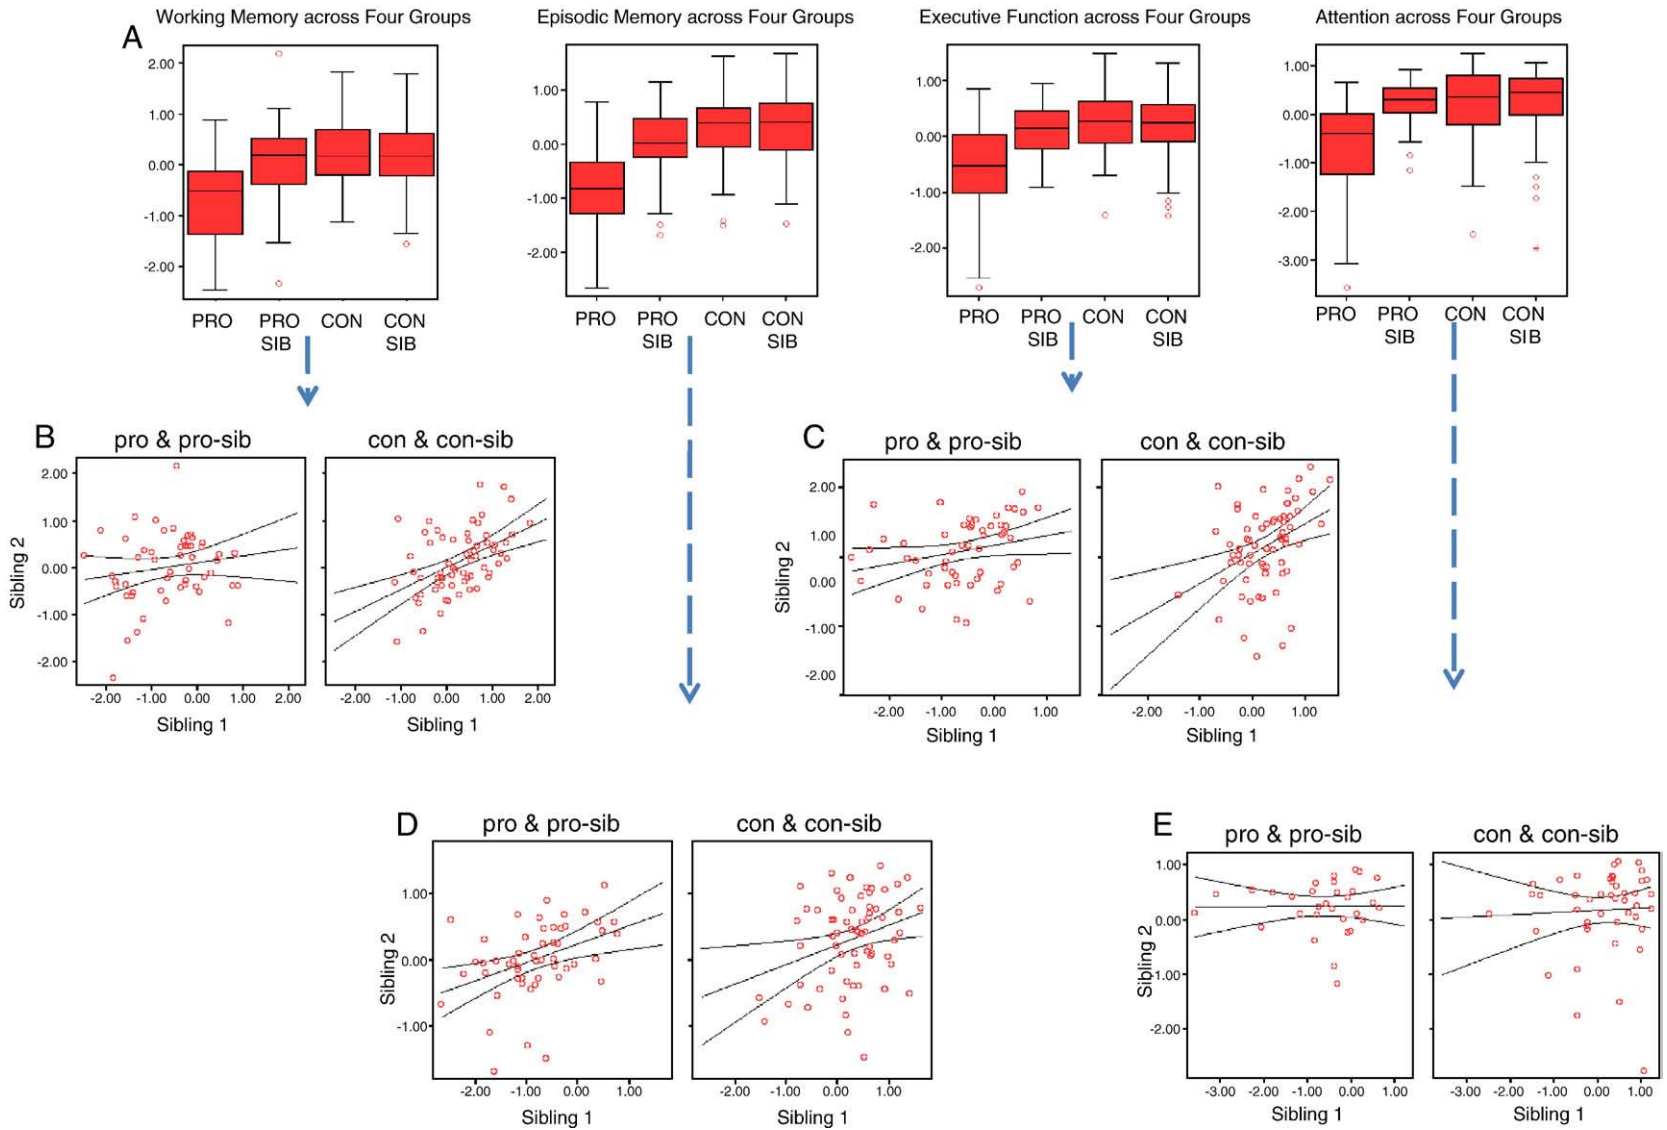 Working Memory across Four Groups
Episodic Memory across Four Groups
Executive Function across Four Groups
Attention across Four Groups
A
2.00
1.00
0.00
-1.00
-2.00
PRO
PRO SIB
CON
CON SIB
1.00
0.00
-1.00
-2.00
PRO
PRO SIB
CON
CON SIB
1.00
0.00
-1.00
-2.00
PRO
PRO SIB
CON
CON SIB
1.00
0.00
-1.00
-2.00
-3.00
PRO
PRO SIB
CON
CON SIB
B
pro & pro-sib
con & con-sib
Sibling 2
2.00
1.00
0.00
-1.00
-2.00
-2.00 -1.00 0.00 1.00 2.00
-2.00 -1.00 0.00 1.00 2.00
Sibling 1
Sibling 1
C
pro & pro-sib
con & con-sib
Sibling 2
2.00
1.00
0.00
-1.00
-2.00
-2.00 -1.00 0.00 1.00
-2.00 -1.00 0.00 1.00
Sibling 1
Sibling 1
D
pro & pro-sib
con & con-sib
Sibling 2
1.00
0.00
-1.00
-2.00 -1.00 0.00 1.00
-2.00 -1.00 0.00 1.00
Sibling 1
Sibling 1
E
pro & pro-sib
con & con-sib
Sibling 2
1.00
0.00
-1.00
-2.00
-3.00 -2.00 -1.00 0.00 1.00
-3.00 -2.00 -1.00 0.00 1.00
Sibling 1
Sibling 1